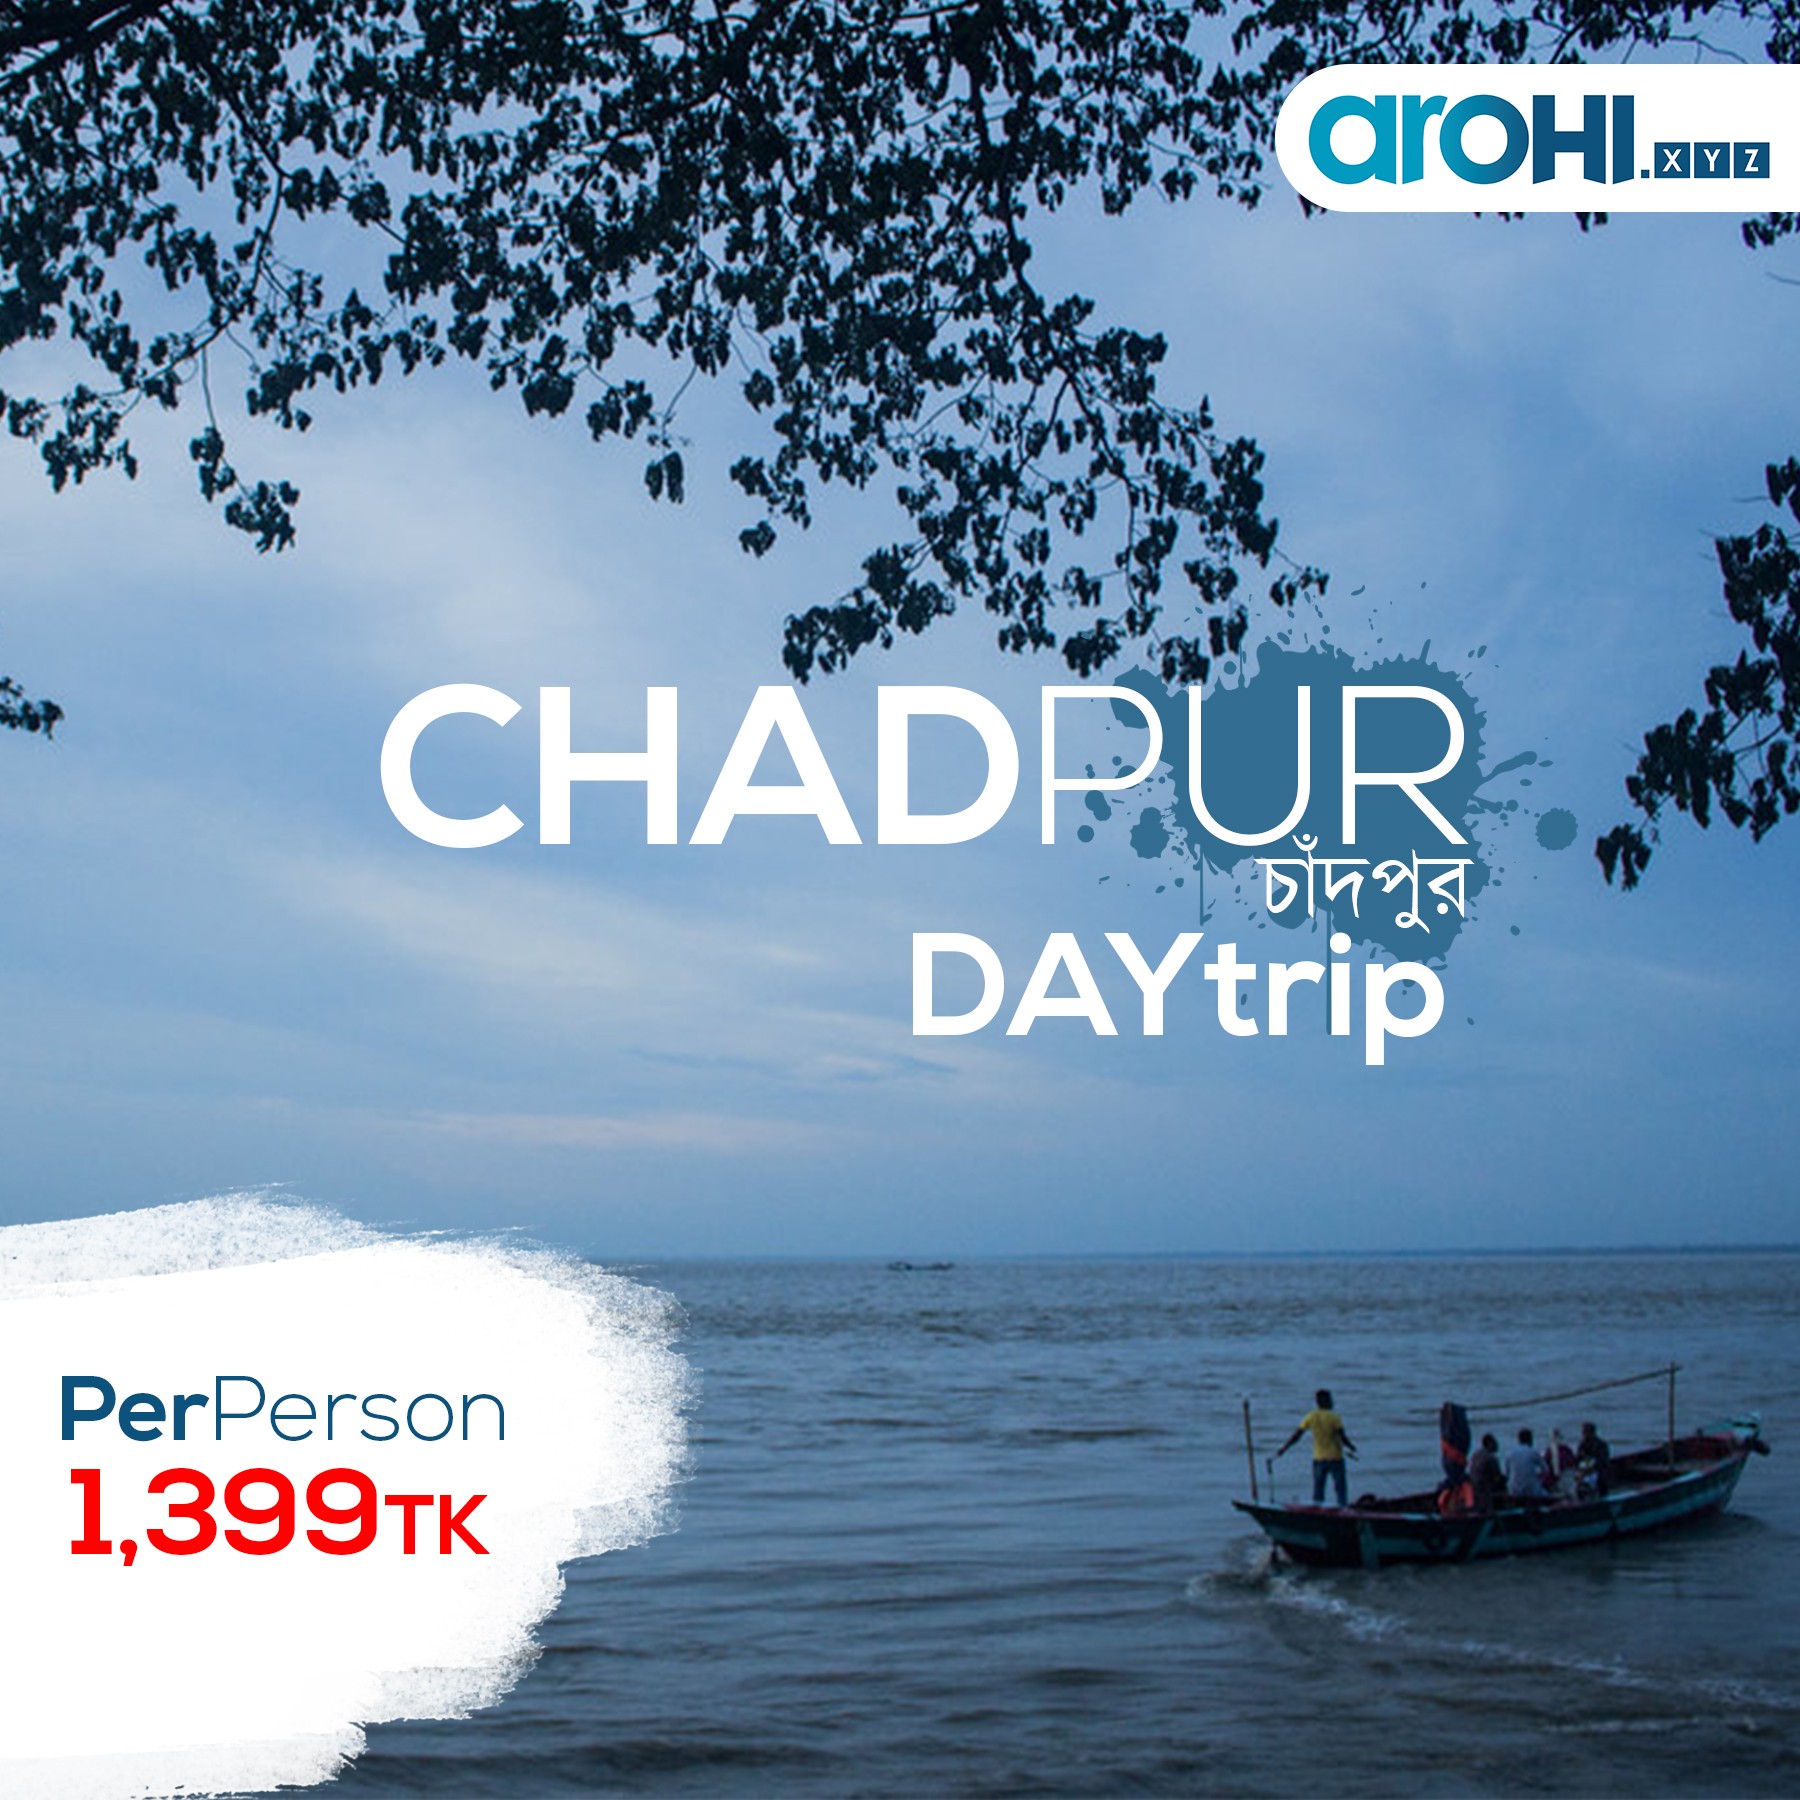 aroHI.XYZ
CHADPUR
চাঁদপুর
DAYtrip
PerPerson
1,399TK